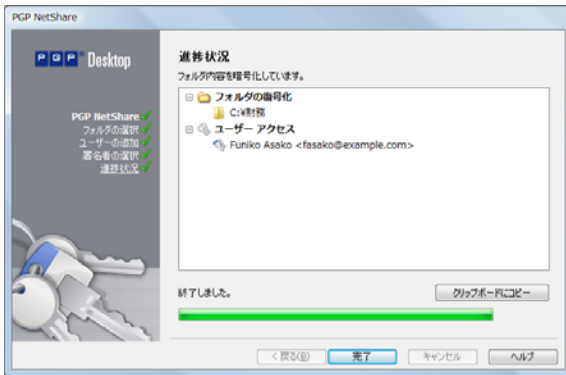 PGP NetShare
PGP Desktop
PGP NetShare
フォルダの選択
ユーザーの追加
署名者の選択
進捗状況
進捗状況
フォルダ内容を暗号化しています。
フォルダの復号化
C:¥財務
ユーザー アクセス
Funiko Asako <fasako@example.com>
終了しました。
クリップボードにコピー
< 戻る(B)
完了
キャンセル
ヘルプ